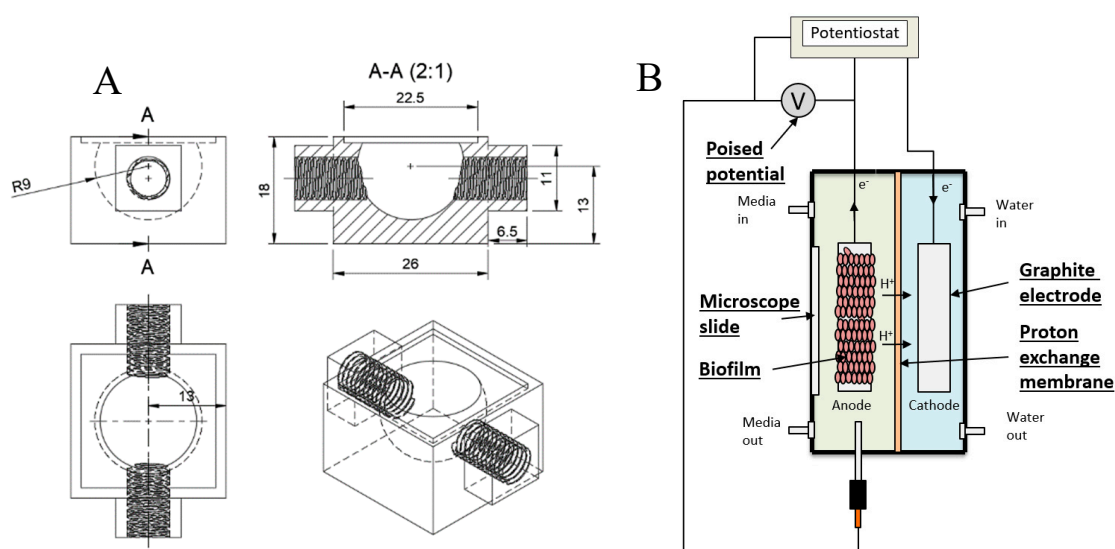 A
A
R9
A
A-A (2:1)
22.5
18
11
13
6.5
26
13
B
Potentiostat
V
Poised
potential
Media
in
e-
e-
Water
in
Microscope
slide
H+
H+
Graphite
electrode
Biofilm
Proton
exchange
membrane
Anode
Cathode
Media
out
Water
out